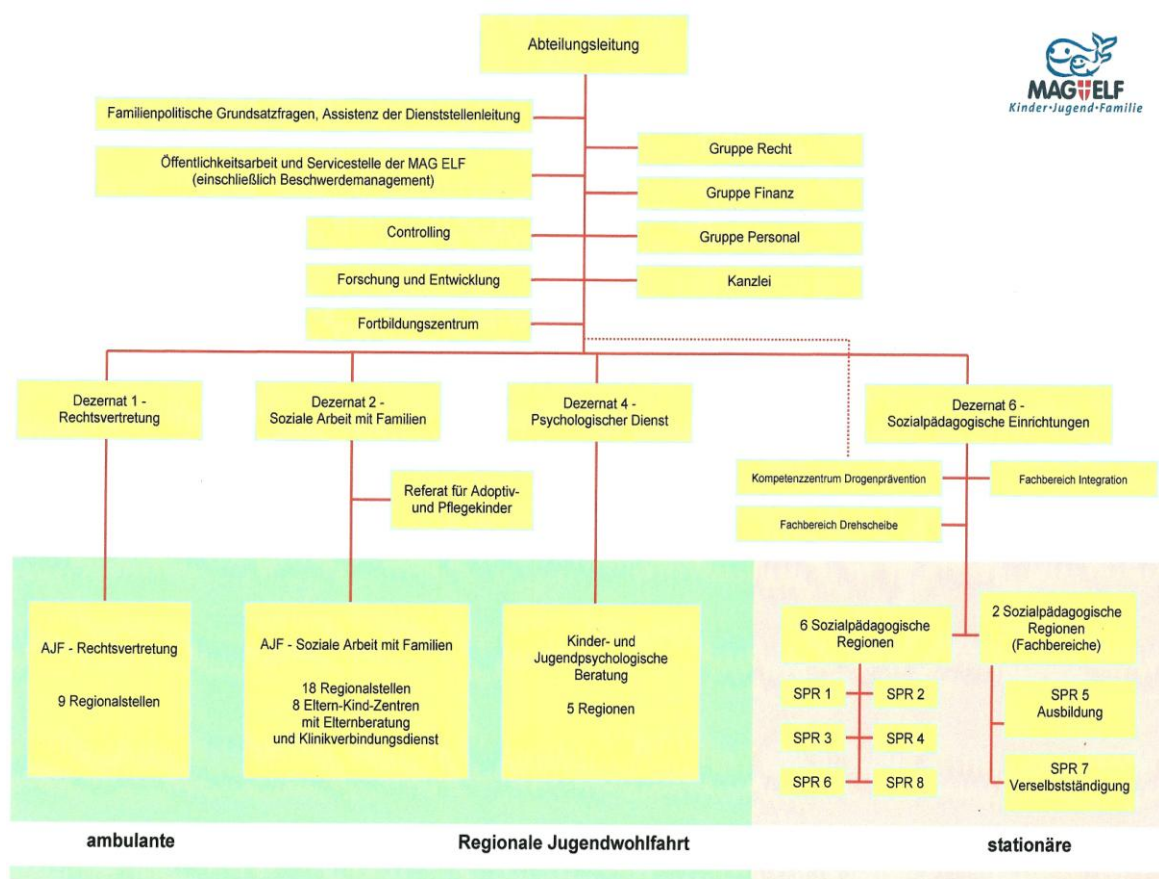 Abteilungsleitung
MAG ELF
Kinder·Jugend·Familie
Familienpolitische Grundsatzfragen, Assistenz der Dienststellenleitung
Gruppe Recht
Öffentlichkeitsarbeit und Servicestelle der MAG ELF
(einschließlich Beschwerdemanagement)
Gruppe Finanz
Controlling
Gruppe Personal
Forschung und Entwicklung
Kanzlei
Fortbildungszentrum
Dezernat 1 -
Rechtsvertretung
Dezernat 2 -
Soziale Arbeit mit Familien
Dezernat 4 -
Psychologischer Dienst
Dezernat 6 -
Sozialpädagogische Einrichtungen
Referat für Adoptiv-
und Pflegekinder
Kompetenzzentrum Drogenprävention
Fachbereich Integration
Fachbereich Drehscheibe
AJF - Rechtsvertretung
9 Regionalstellen
AJF - Soziale Arbeit mit Familien
18 Regionalstellen
8 Eltern-Kind-Zentren
mit Elternberatung
und Klinikverbindungsdienst
Kinder- und
Jugendpsychologische
Beratung
5 Regionen
6 Sozialpädagogische
Regionen
2 Sozialpädagogische
Regionen
(Fachbereiche)
SPR 1
SPR 2
SPR 3
SPR 4
SPR 6
SPR 8
SPR 5
Ausbildung
SPR 7
Verselbstständigung
ambulante
Regionale Jugendwohlfahrt
stationäre